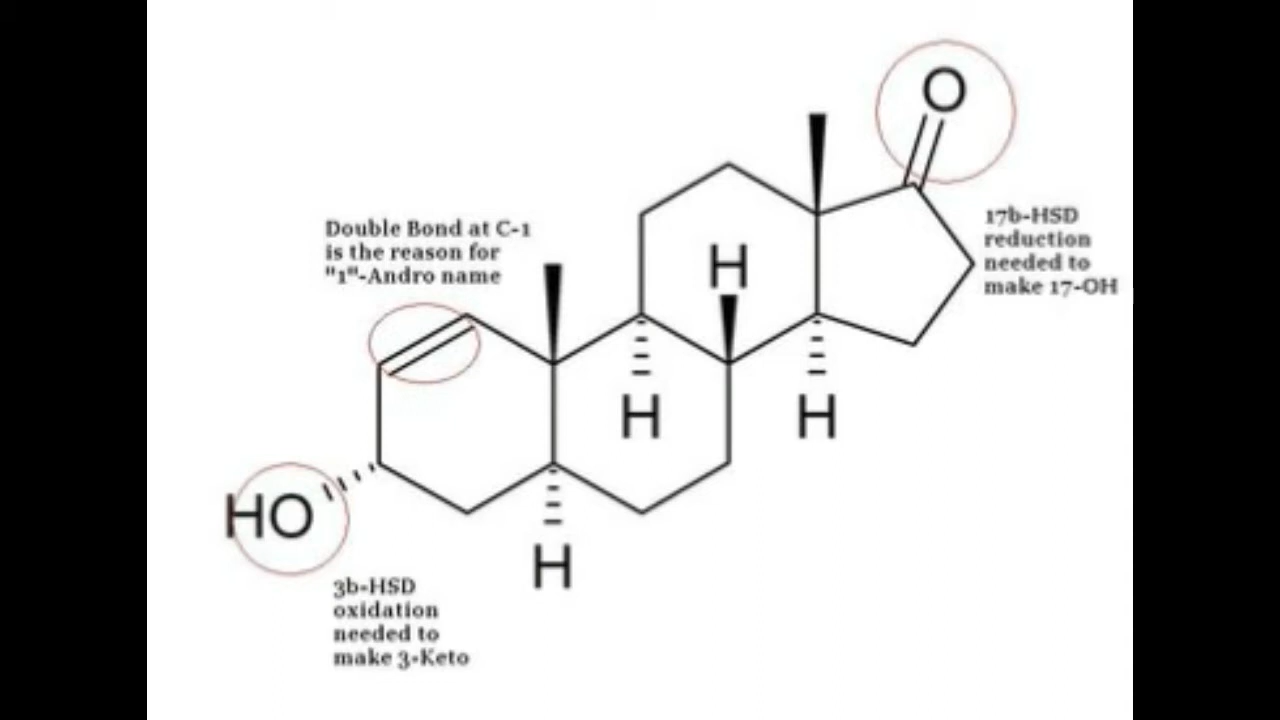 O
17b-HSD
reduction
needed to
make 17-OH
Double Bond at C-1
is the reason for
"1"-Andro name
H
H
H
HO
H
3b-HSD
oxidation
needed to
make 3-Keto